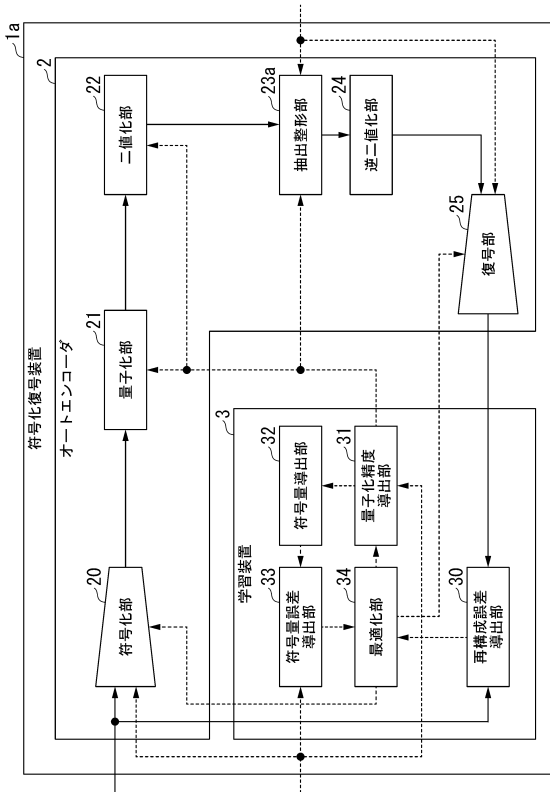 1a
符号化復号装置
2
オートエンコーダ
20
符号化部
21
量子化部
22
二値化部
23a
抽出整形部
24
逆二値化部
25
復号部
3
学習装置
33
符号量誤差
導出部
32
符号量導出部
34
最適化部
31
量子化精度
導出部
30
再構成誤差
導出部